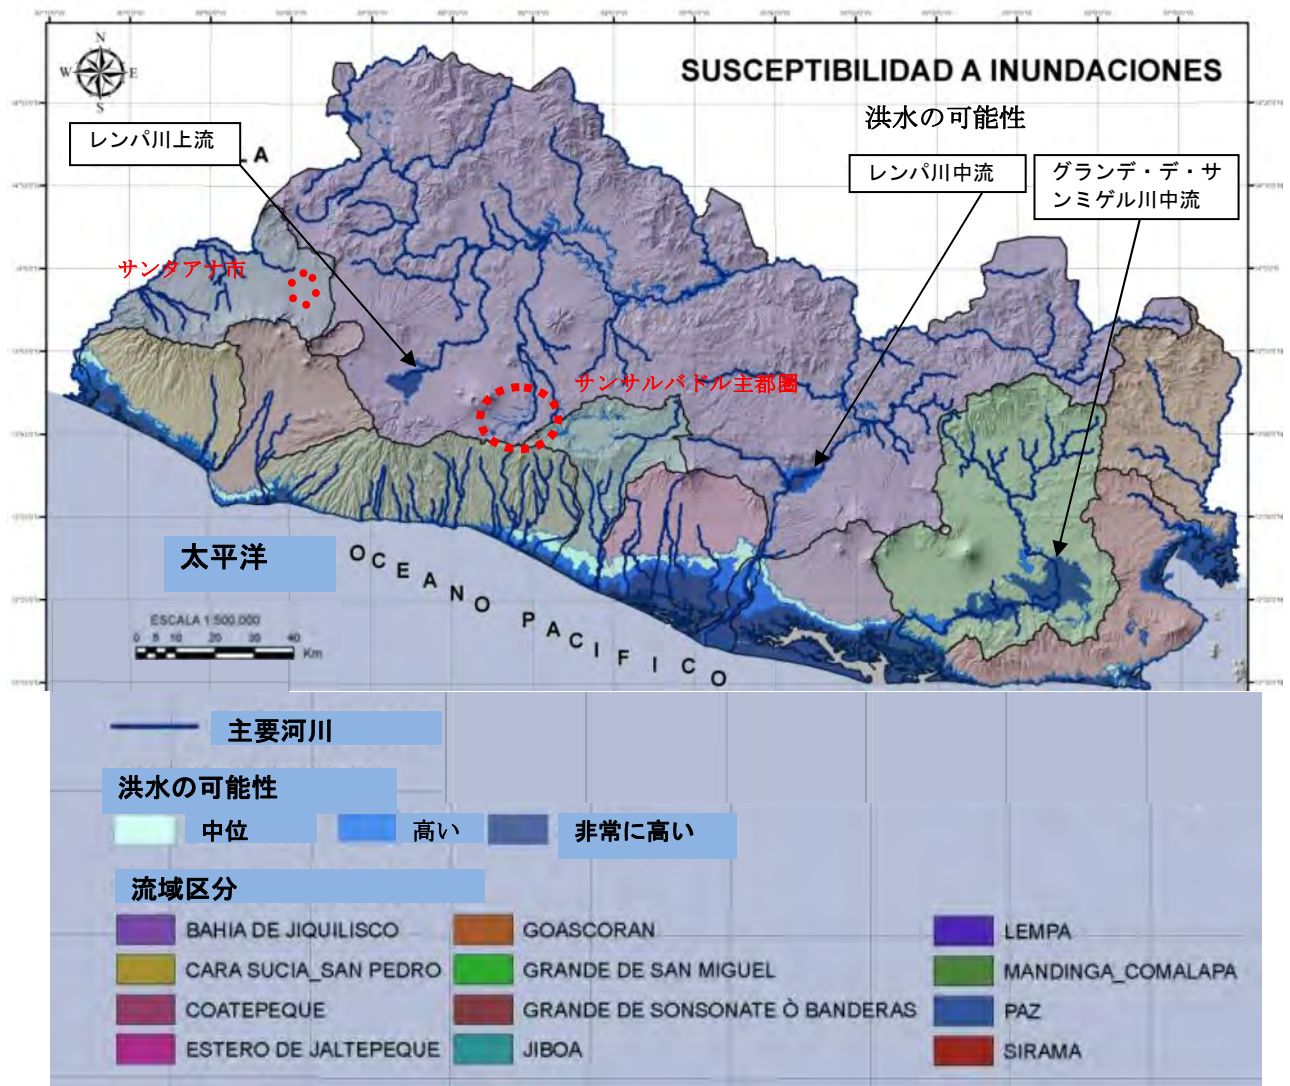 N
W
E
S
SUSCEPTIBILIDAD A INUNDACIONES
洪水の可能性
レンパ川上流
LA
レンパ川中流
グランデ・デ・サ
ンミゲル川中流
サンタアナ市
サンサルバドル主都圏
太平洋
OCEANO PACIFICO
ESCALA 1:500,000
0 5 10 20 30 40
Km
主要河川
洪水の可能性
中位
高い
非常に高い
流域区分
BAHIA DE JIQUILISCO
GOASCORAN
LEMPA
CARA SUCIA_SAN PEDRO
GRANDE DE SAN MIGUEL
MANDINGA_COMALAPA
COATEPEQUE
GRANDE DE SONSONATE Ò BANDERAS
PAZ
ESTERO DE JALTEPEQUE
JIBOA
SIRAMA